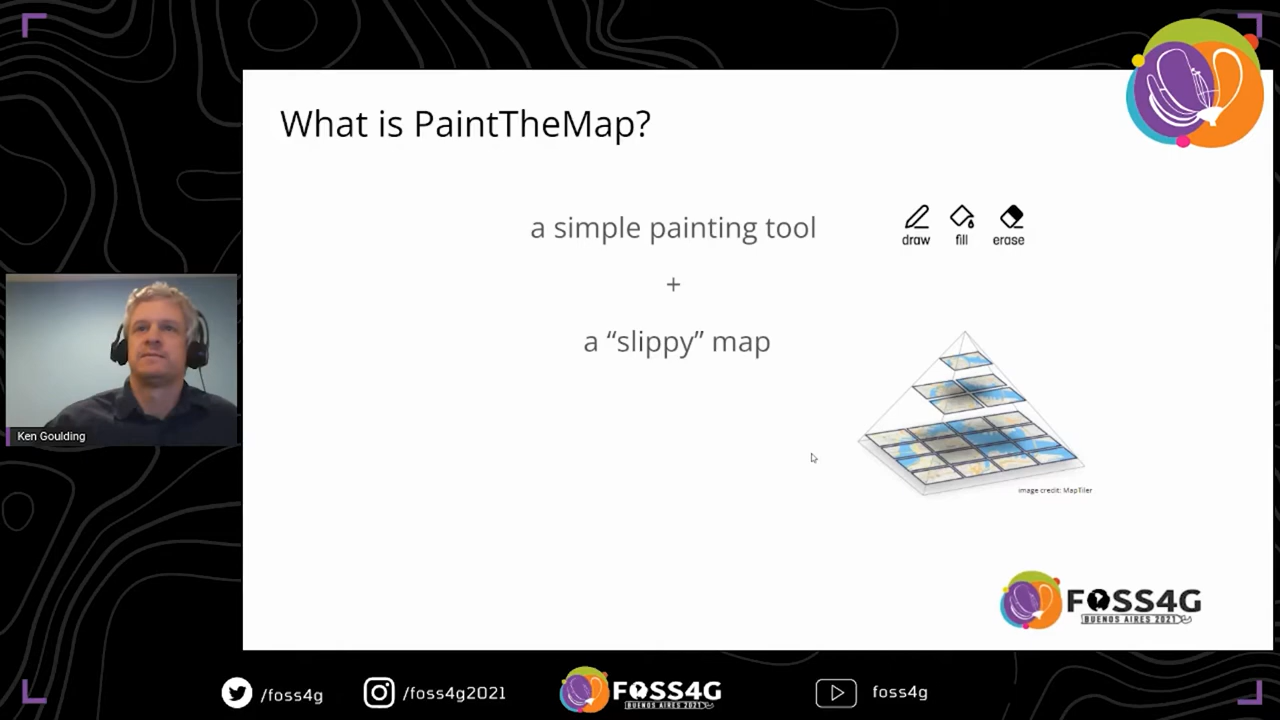 What is PaintTheMap?
a simple painting tool
draw fill erase
+
a “slippy” map
image credit: MapTiler
Ken Goulding
FOSS4G
BUENOS AIRES 2021
/foss4g
/foss4g2021
FOSS4G
BUENOS AIRES 2021
foss4g